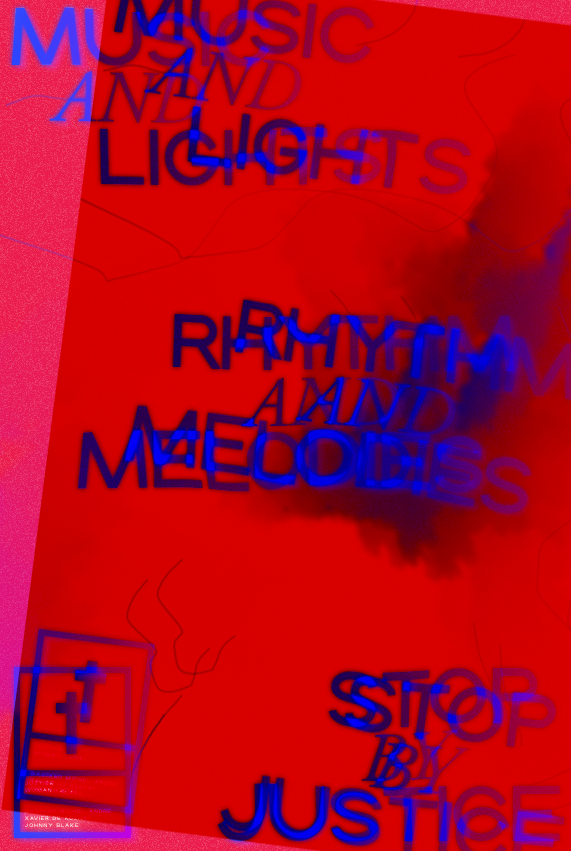 MUSIC
AND
LIGHTS
RHYTHM
AND
MELODIES
STOP
BY
JUSTICE
JOHNNY BLAKE